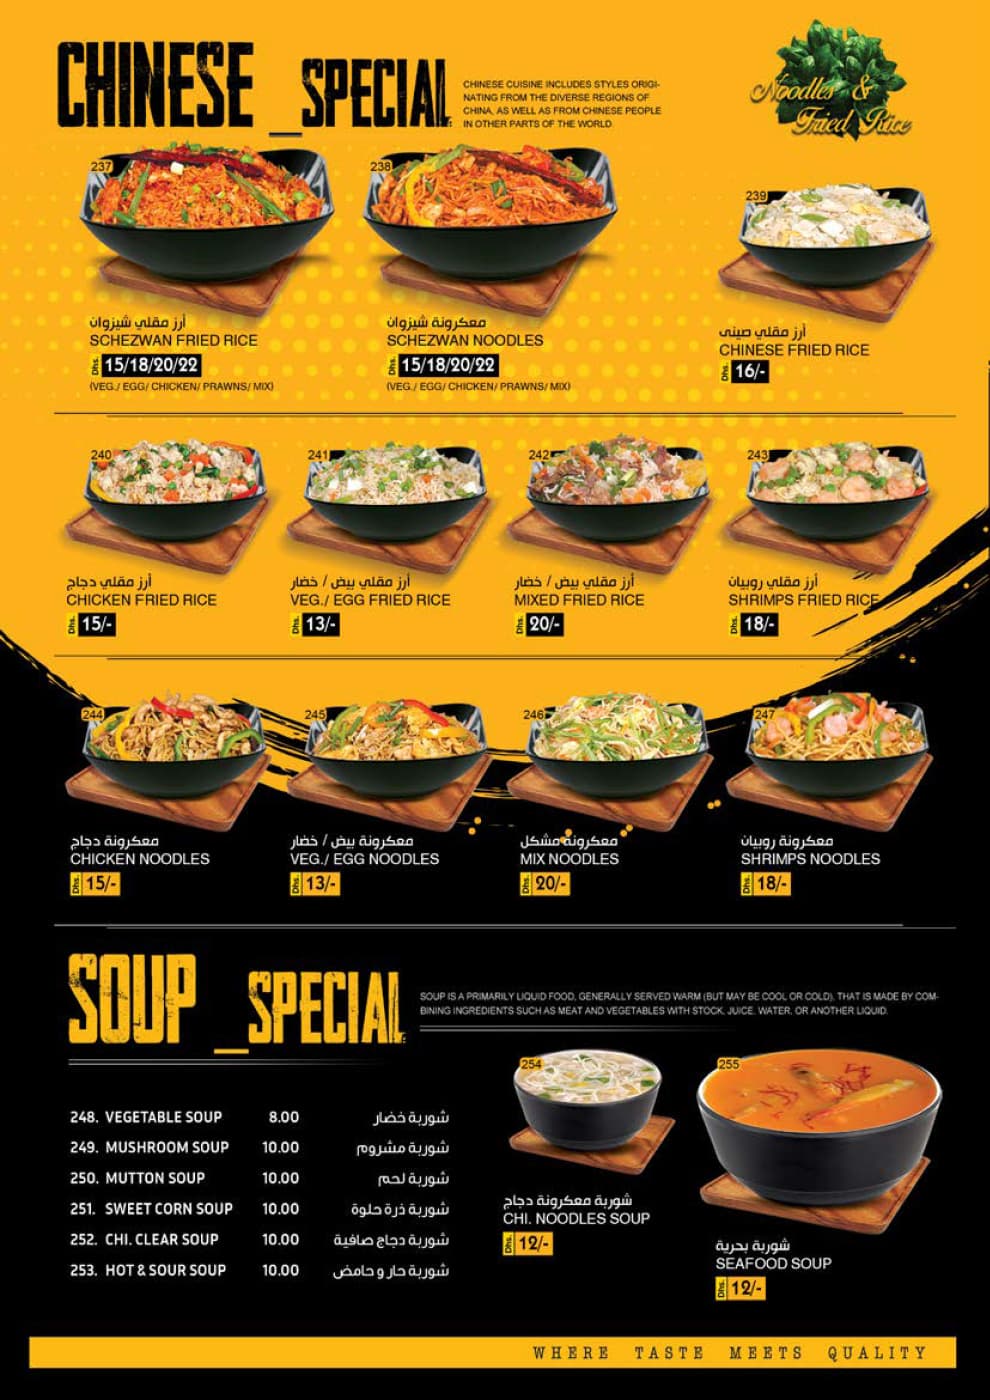 CHINESE _SPECIAL
CHINESE CUISINE INCLUDES STYLES ORIGI-
NATING FROM THE DIVERSE REGIONS OF
CHINA, AS WELL AS FROM CHINESE PEOPLE
IN OTHER PARTS OF THE WORLD.
Noodles &
Fried Rice
237
أرز مقلي شيزوان
SCHEZWAN FRIED RICE
Dhs. 15/18/20/22
(VEG./ EGG/ CHICKEN/ PRAWNS/ MIX)
238
معكرونة شيزوان
SCHEZWAN NOODLES
Dhs. 15/18/20/22
(VEG./ EGG/ CHICKEN/ PRAWNS/ MIX)
239
أرز مقلي صينى
CHINESE FRIED RICE
Dhs. 16/-
240
أرز مقلي دجاج
CHICKEN FRIED RICE
Dhs. 15/-
241
أرز مقلي بيض / خضار
VEG./ EGG FRIED RICE
Dhs. 13/-
242
أرز مقلي بيض / خضار
MIXED FRIED RICE
Dhs. 20/-
243
أرز مقلي روبيان
SHRIMPS FRIED RICE
Dhs. 18/-
244
معكرونة دجاج
CHICKEN NOODLES
Dhs. 15/-
245
معكرونة بيض / خضار
VEG./ EGG NOODLES
Dhs. 13/-
246
معكرونة مشكل
MIX NOODLES
Dhs. 20/-
247
معكرونة روبيان
SHRIMPS NOODLES
Dhs. 18/-
SOUP _SPECIAL
SOUP IS A PRIMARILY LIQUID FOOD, GENERALLY SERVED WARM (BUT MAY BE COOL OR COLD), THAT IS MADE BY COM-
BINING INGREDIENTS SUCH AS MEAT AND VEGETABLES WITH STOCK, JUICE, WATER, OR ANOTHER LIQUID.
248. VEGETABLE SOUP 8.00 شوربة خضار
249. MUSHROOM SOUP 10.00 شوربة مشروم
250. MUTTON SOUP 10.00 شوربة لحم
251. SWEET CORN SOUP 10.00 شوربة ذرة حلوة
252. CHI. CLEAR SOUP 10.00 شوربة دجاج صافية
253. HOT & SOUR SOUP 10.00 شوربة حار و حامض
254
شوربة معكرونة دجاج
CHI. NOODLES SOUP
Dhs. 12/-
255
شوربة بحرية
SEAFOOD SOUP
Dhs. 12/-
WHERE TASTE MEETS QUALITY